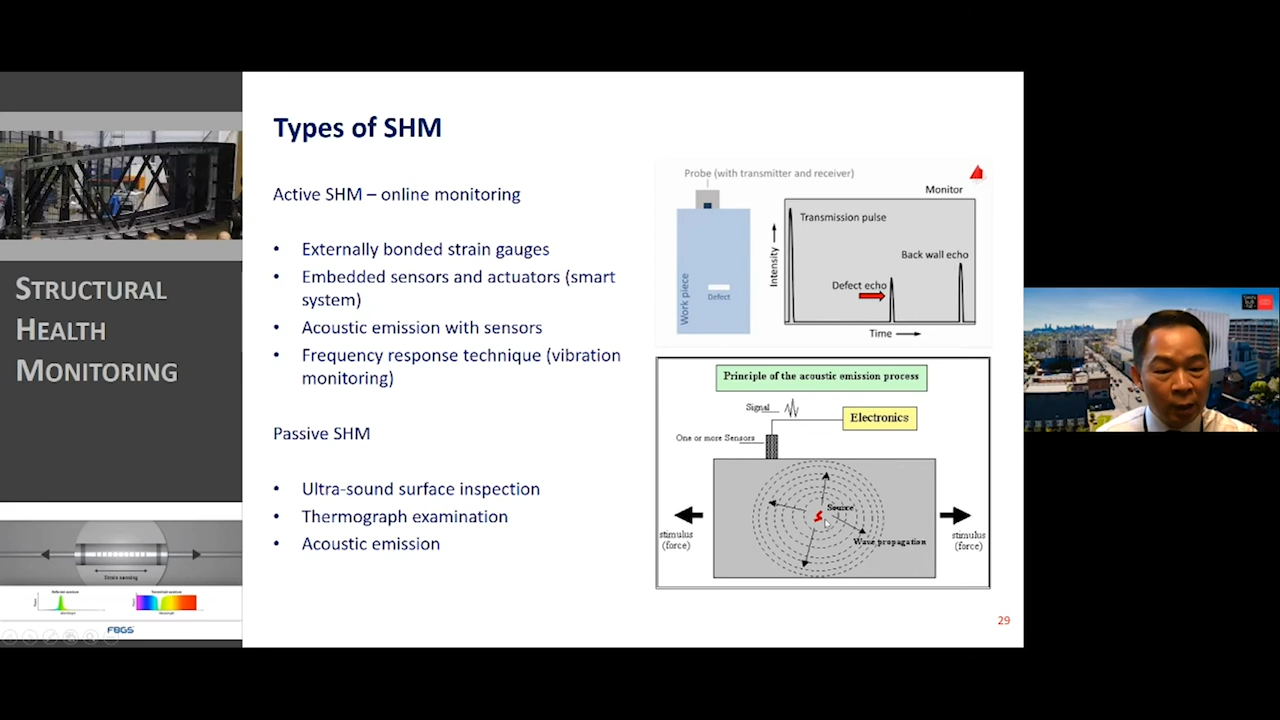 STRUCTURAL
HEALTH
MONITORING
Strain sensing
FBGS
Types of SHM
Active SHM – online monitoring
• Externally bonded strain gauges
• Embedded sensors and actuators (smart
system)
• Acoustic emission with sensors
• Frequency response technique (vibration
monitoring)
Passive SHM
• Ultra-sound surface inspection
• Thermograph examination
• Acoustic emission
Probe (with transmitter and receiver)
Monitor
Transmission pulse
Back wall echo
Defect echo
Intensity
Time
Work piece
Defect
Principle of the acoustic emission process
Signal
Electronics
One or more Sensors
Source
Wave propagation
stimulus
(force)
stimulus
(force)
29